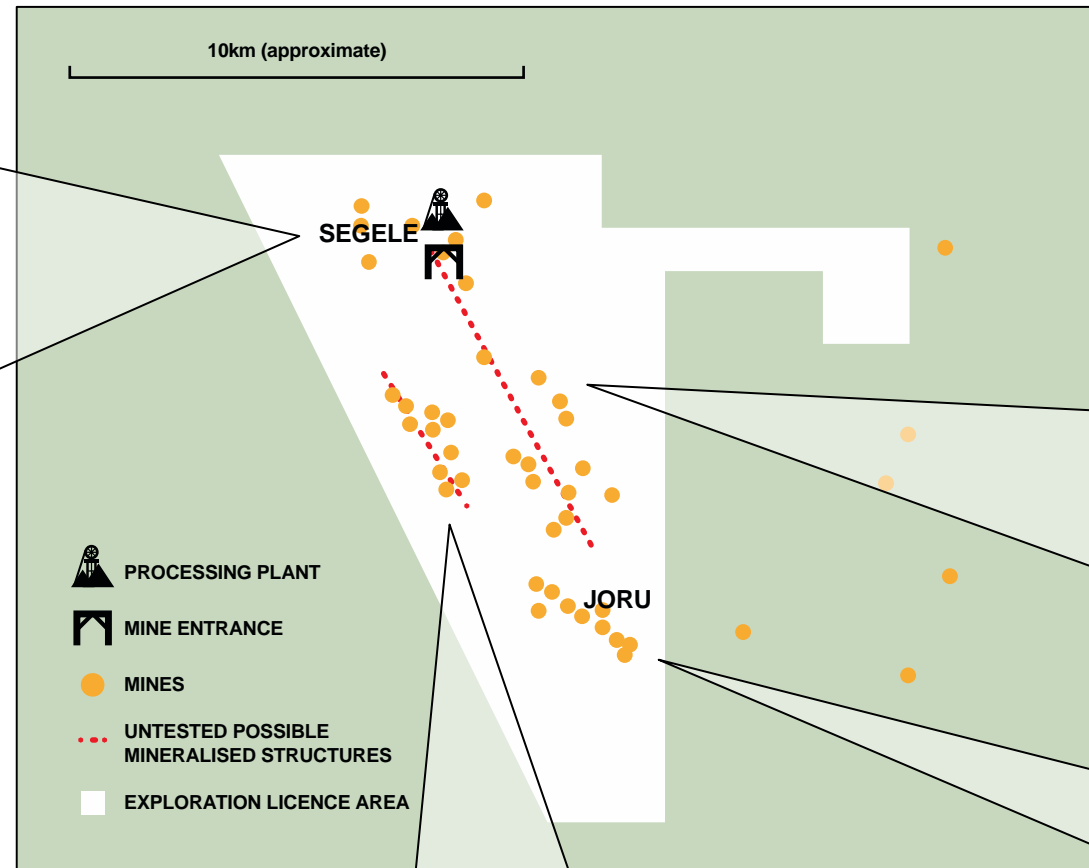 10km (approximate)
SEGELE
JORU
PROCESSING PLANT
MINE ENTRANCE
MINES
UNTESTED POSSIBLE
MINERALISED STRUCTURES
EXPLORATION LICENCE AREA